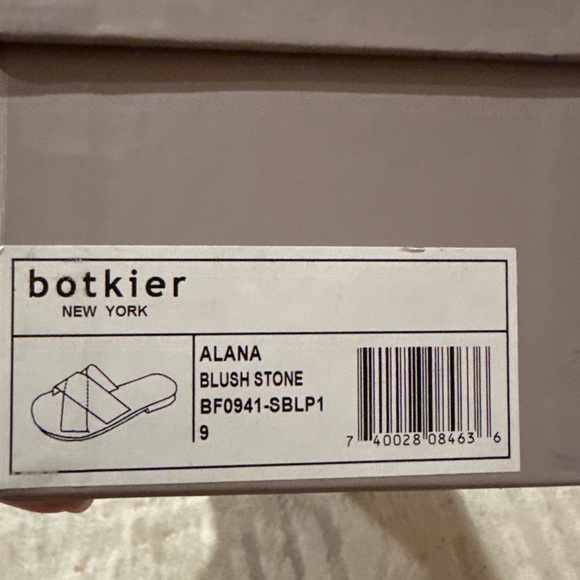 botkier
NEW YORK
ALANA
BLUSH STONE
BF0941-SBLP1
9
7 40028 08463 6